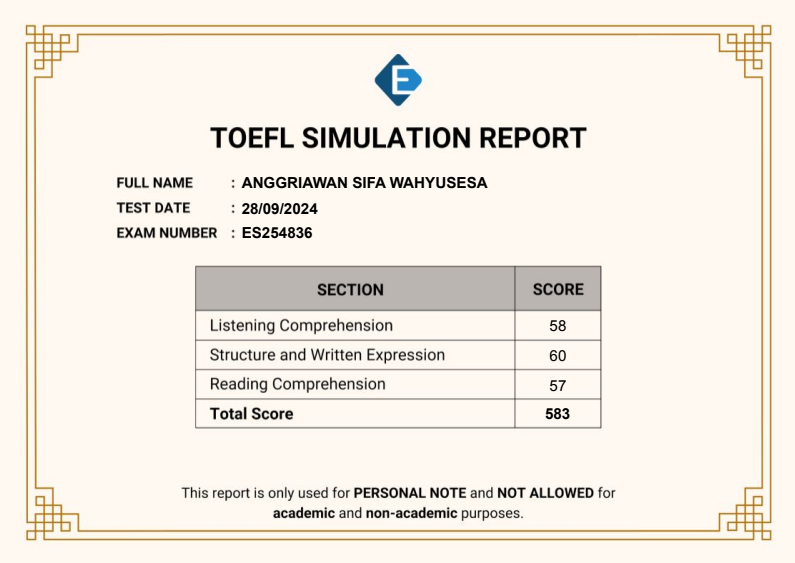 E
TOEFL SIMULATION REPORT
FULL NAME : ANGGRIAWAN SIFA WAHYUSESA
TEST DATE : 28/09/2024
EXAM NUMBER : ES254836
SECTION SCORE
Listening Comprehension 58
Structure and Written Expression 60
Reading Comprehension 57
Total Score 583
This report is only used for PERSONAL NOTE and NOT ALLOWED for
academic and non-academic purposes.